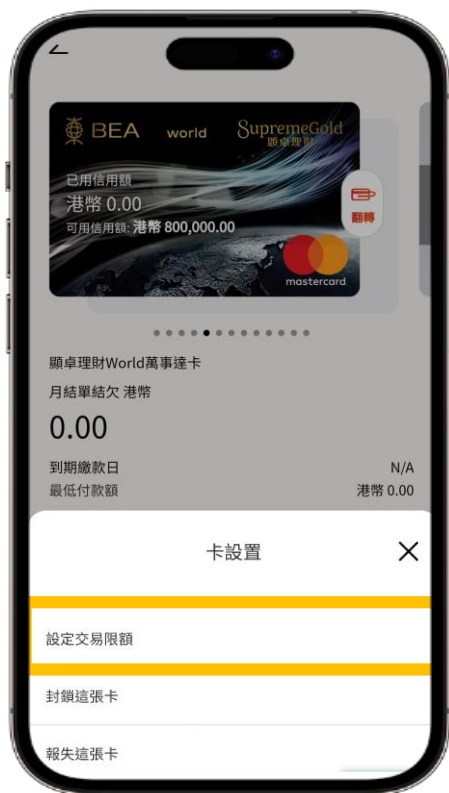 BEA world SupremeGold
顯卓理財
已用信用額
港幣 0.00
可用信用額: 港幣 800,000.00
翻轉
mastercard
顯卓理財World萬事達卡
月結單結欠 港幣
0.00
到期繳款日 N/A
最低付款額 港幣 0.00
卡設置
設定交易限額
封鎖這張卡
報失這張卡